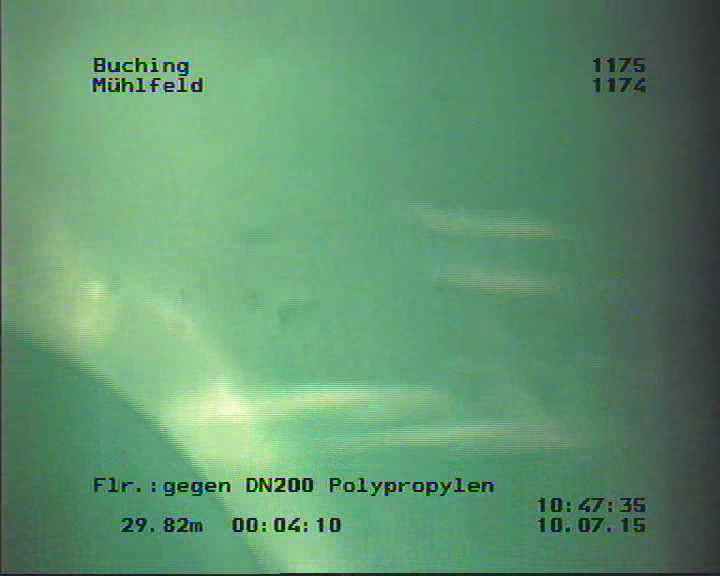 Buching 1175
Mühlfeld 1174
Flr.:gegen DN200 Polypropylen
10:47:35
29.82m 00:04:10 10.07.15